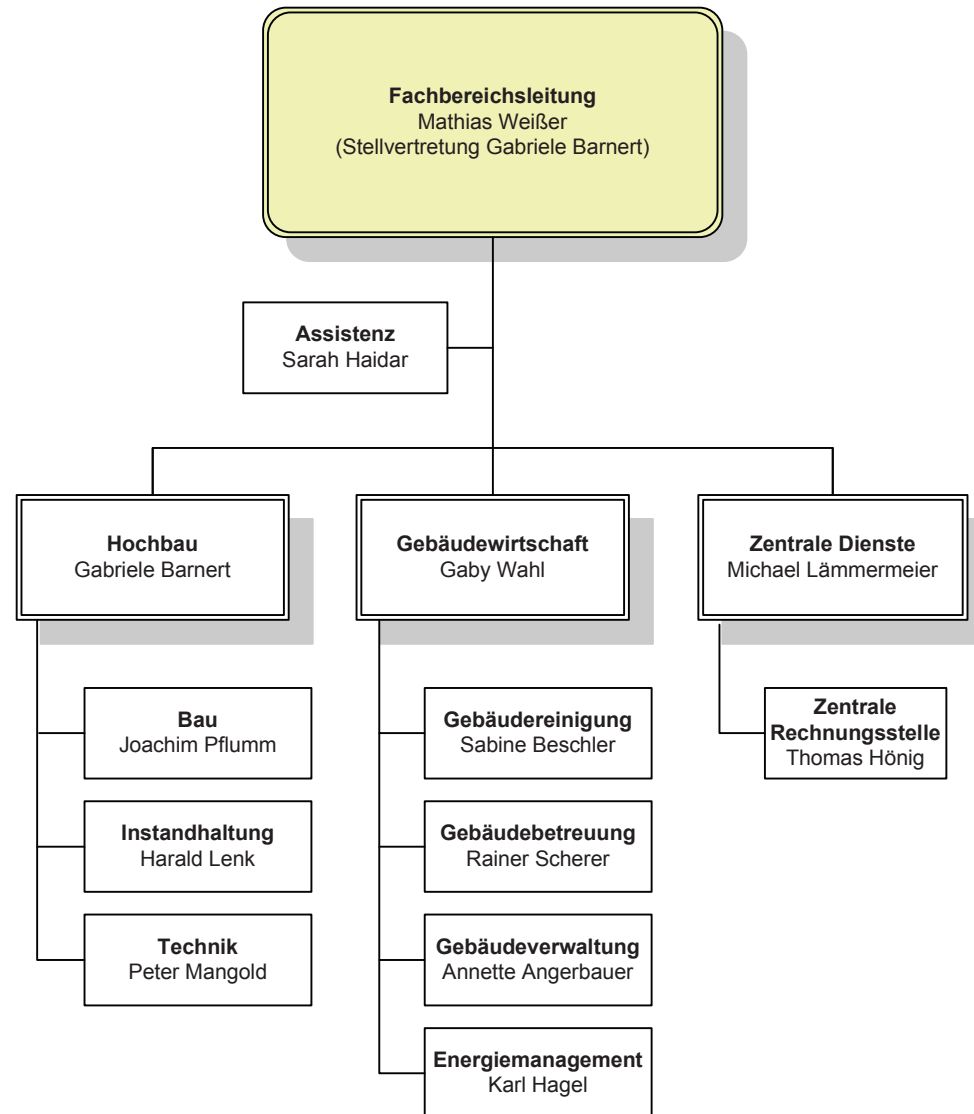 Fachbereichsleitung
Mathias Weißer
(Stellvertretung Gabriele Barnert)
Assistenz
Sarah Haidar
Hochbau
Gabriele Barnert
Gebäudewirtschaft
Gaby Wahl
Zentrale Dienste
Michael Lämmermeier
Bau
Joachim Pflumm
Instandhaltung
Harald Lenk
Technik
Peter Mangold
Gebäudereinigung
Sabine Beschler
Gebäudebetreuung
Rainer Scherer
Gebäudeverwaltung
Annette Angerbauer
Energiemanagement
Karl Hagel
Zentrale
Rechnungsstelle
Thomas Hönig